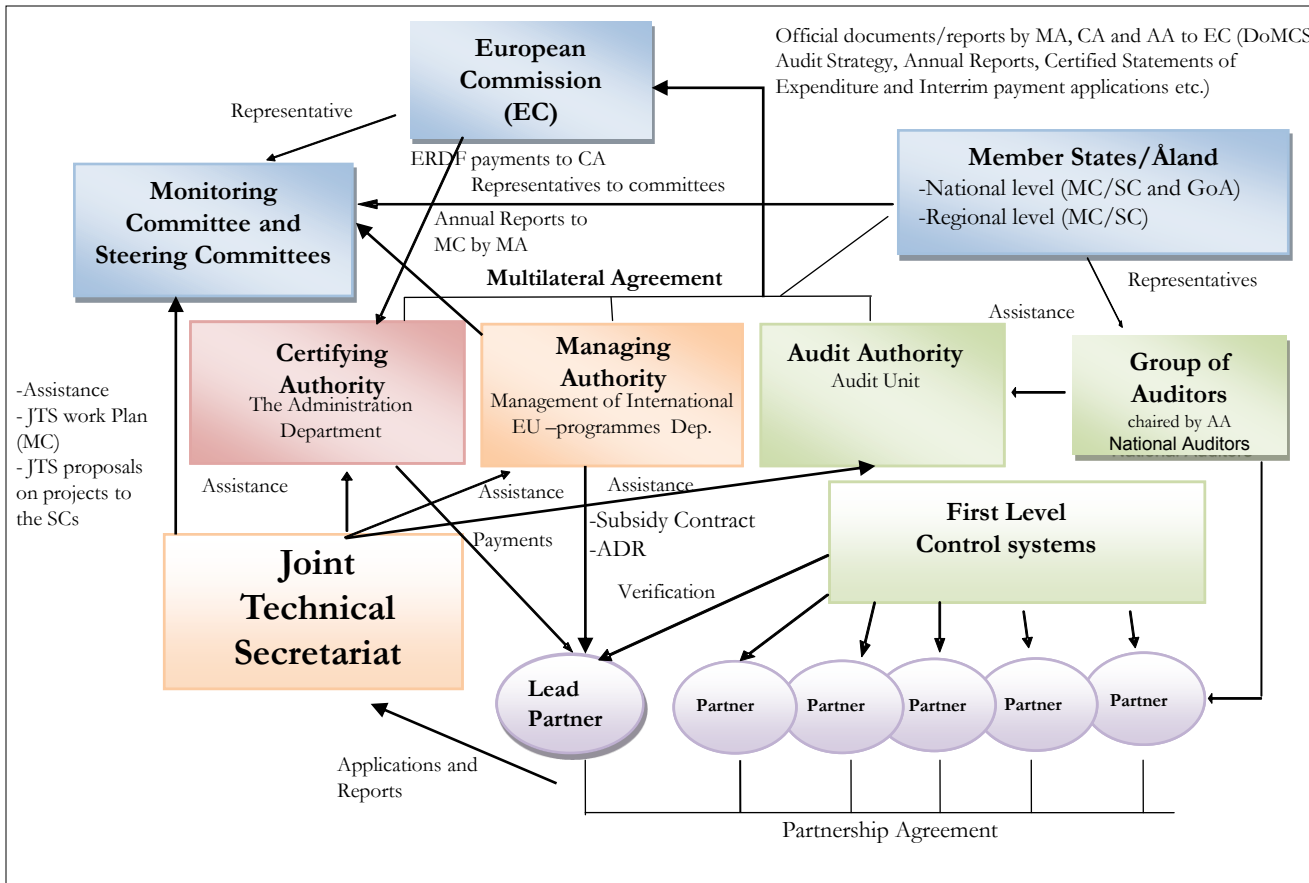 European
Commission
(EC)
Official documents/reports by MA, CA and AA to EC (DoMCS
Audit Strategy, Annual Reports, Certified Statements of
Expenditure and Interrim payment applications etc.)
Representative
ERDF payments to CA
Representatives to committees
Member States/Åland
-National level (MC/SC and GoA)
-Regional level (MC/SC)
Monitoring
Committee and
Steering Committees
Annual Reports to
MC by MA
Multilateral Agreement
Representatives
Assistance
Certifying
Authority
The Administration
Department
Managing
Authority
Management of International
EU –programmes Dep.
Audit Authority
Audit Unit
Group of
Auditors
chaired by AA
National Auditors
-Assistance
- JTS work Plan
(MC)
- JTS proposals
on projects to
the SCs
Assistance
Assistance
Assistance
-Subsidy Contract
-ADR
Payments
First Level
Control systems
Verification
Joint
Technical
Secretariat
Lead
Partner
Partner
Partner
Partner
Partner
Partner
Applications and
Reports
Partnership Agreement